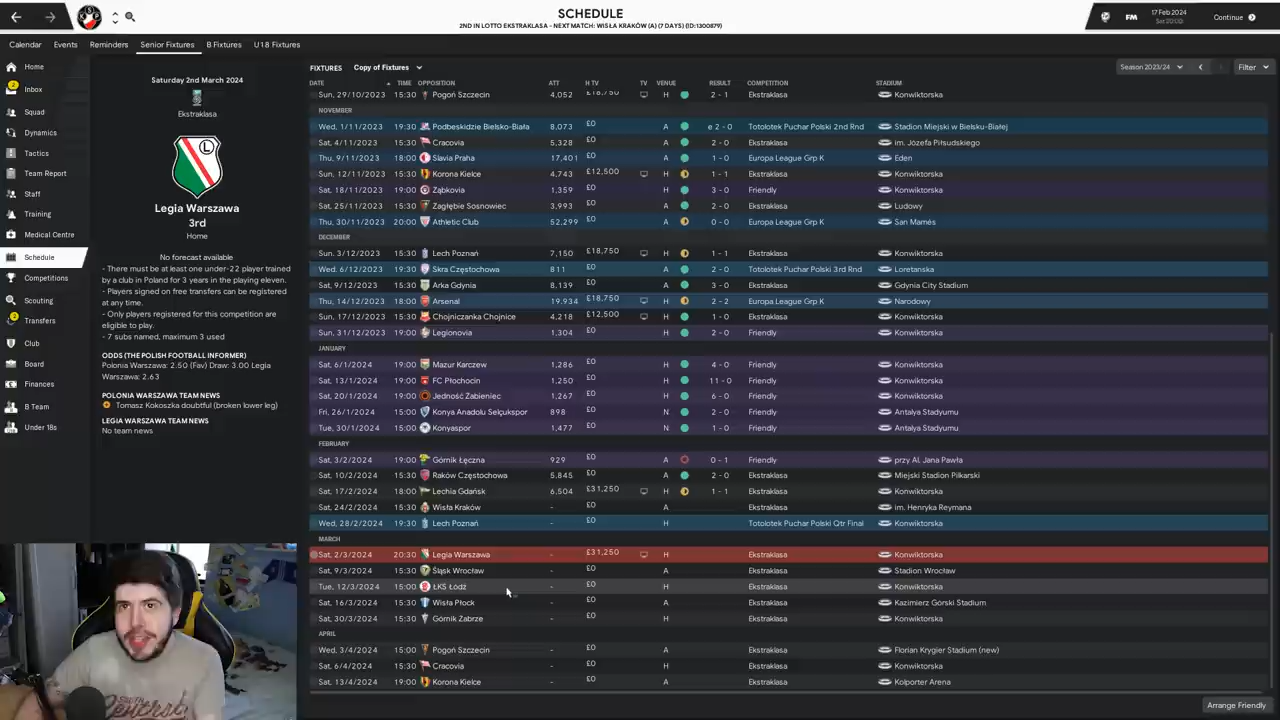 SCHEDULE
2ND IN LOTTO EKSTRAKLASA - NEXT MATCH: WISŁA KRAKÓW (A) (7 DAYS) (ID:1300879)
FM
17 Feb 2024
Sat 20:00
Continue
Calendar Events Reminders Senior Fixtures B Fixtures U18 Fixtures
Home
Inbox
Squad
Dynamics
Tactics
Team Report
Staff
Training
Medical Centre
Schedule
Competitions
Scouting
Transfers
Club
Board
Finances
B Team
Under 18s
Saturday 2nd March 2024
Ekstraklasa
Legia Warszawa
3rd
Home
No forecast available
- There must be at least one under-22 player trained
by a club in Poland for 3 years in the playing eleven.
- Players signed on free transfers can be registered
at any time.
- Only players registered for this competition are
eligible to play.
- 7 subs named, maximum 3 used
ODDS (THE POLISH FOOTBALL INFORMER)
Polonia Warszawa: 2.50 (Fav) Draw: 3.00 Legia
Warszawa: 2.63
POLONIA WARSZAWA TEAM NEWS
Tomasz Kokoszka doubtful (broken lower leg)
LEGIA WARSZAWA TEAM NEWS
No team news
FIXTURES Copy of Fixtures Season 2023/24 Filter
DATE TIME OPPOSITION ATT H TV TV VENUE RESULT COMPETITION STADIUM
Sun, 29/10/2023 15:30 Pogoń Szczecin 4,052 £18,750 H 2 - 1 Ekstraklasa Konwiktorska
NOVEMBER
Wed, 1/11/2023 19:30 Podbeskidzie Bielsko-Biała 8,073 £0 A e 2 - 0 Totolotek Puchar Polski 2nd Rnd Stadion Miejski w Bielsku-Białej
Sat, 4/11/2023 15:30 Cracovia 5,328 £0 A 2 - 0 Ekstraklasa im. Józefa Piłsudskiego
Thu, 9/11/2023 18:00 Slavia Praha 17,401 £0 A 1 - 0 Europa League Grp K Eden
Sun, 12/11/2023 15:30 Korona Kielce 4,743 £12,500 H 1 - 1 Ekstraklasa Konwiktorska
Sat, 18/11/2023 19:00 Ząbkovia 1,359 £0 H 3 - 0 Friendly Konwiktorska
Sat, 25/11/2023 15:30 Zagłębie Sosnowiec 3,993 £0 A 2 - 0 Ekstraklasa Ludowy
Thu, 30/11/2023 20:00 Athletic Club 52,299 £0 A 0 - 0 Europa League Grp K San Mamés
DECEMBER
Sun, 3/12/2023 15:30 Lech Poznań 7,150 £18,750 H 1 - 1 Ekstraklasa Konwiktorska
Wed, 6/12/2023 19:30 Skra Częstochowa 811 £0 A 2 - 0 Totolotek Puchar Polski 3rd Rnd Loretanska
Sat, 9/12/2023 15:30 Arka Gdynia 8,139 £0 A 3 - 0 Ekstraklasa Gdynia City Stadium
Thu, 14/12/2023 18:00 Arsenal 19,934 £18,750 H 2 - 2 Europa League Grp K Narodowy
Sun, 17/12/2023 15:30 Chojniczanka Chojnice 4,218 £12,500 H 1 - 0 Ekstraklasa Konwiktorska
Sun, 31/12/2023 19:00 Legionovia 1,304 £0 H 2 - 0 Friendly Konwiktorska
JANUARY
Sat, 6/1/2024 19:00 Mazur Karczew 1,286 £0 H 4 - 0 Friendly Konwiktorska
Sat, 13/1/2024 19:00 FC Płochocin 1,250 £0 H 11 - 0 Friendly Konwiktorska
Sat, 20/1/2024 19:00 Jedność Żabieniec 1,267 £0 H 6 - 0 Friendly Konwiktorska
Fri, 26/1/2024 15:00 Konya Anadolu Selçukspor 898 £0 N 2 - 0 Friendly Antalya Stadyumu
Tue, 30/1/2024 15:00 Konyaspor 1,477 £0 N 1 - 0 Friendly Antalya Stadyumu
FEBRUARY
Sat, 3/2/2024 19:00 Górnik Łęczna 929 £0 A 0 - 1 Friendly przy Al. Jana Pawła
Sat, 10/2/2024 15:30 Raków Częstochowa 5,845 £0 A 2 - 0 Ekstraklasa Miejski Stadion Piłkarski
Sat, 17/2/2024 18:00 Lechia Gdańsk 6,504 £31,250 H 1 - 1 Ekstraklasa Konwiktorska
Sat, 24/2/2024 15:30 Wisła Kraków - £0 A Ekstraklasa im. Henryka Reymana
Wed, 28/2/2024 19:30 Lech Poznań - £0 H Totolotek Puchar Polski Qtr Final Konwiktorska
MARCH
Sat, 2/3/2024 20:30 Legia Warszawa - £31,250 H Ekstraklasa Konwiktorska
Sat, 9/3/2024 15:30 Śląsk Wrocław - £0 A Ekstraklasa Stadion Wrocław
Tue, 12/3/2024 15:00 ŁKS Łódź - £0 H Ekstraklasa Konwiktorska
Sat, 16/3/2024 15:30 Wisła Płock - £0 A Ekstraklasa Kazimierz Górski Stadium
Sat, 30/3/2024 15:30 Górnik Zabrze - £0 H Ekstraklasa Konwiktorska
APRIL
Wed, 3/4/2024 15:00 Pogoń Szczecin - £0 A Ekstraklasa Florian Krygier Stadium (new)
Sat, 6/4/2024 15:30 Cracovia - £0 H Ekstraklasa Konwiktorska
Sat, 13/4/2024 19:00 Korona Kielce - £0 A Ekstraklasa Kolporter Arena
Arrange Friendly